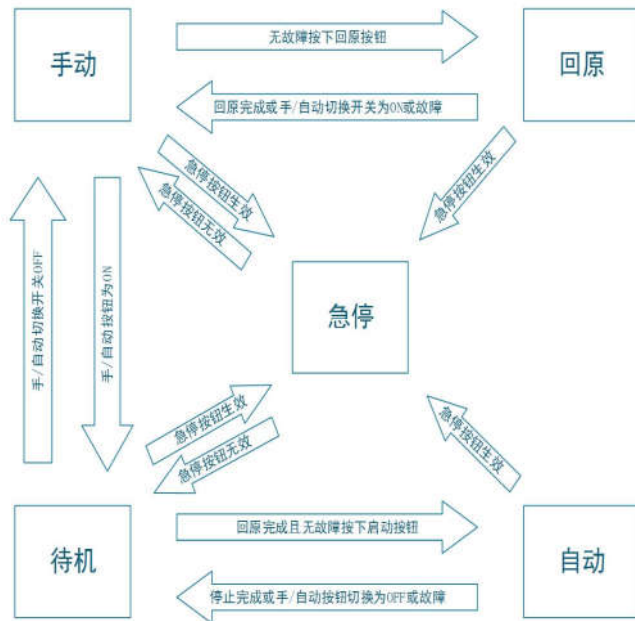 手动
无故障按下回原按钮
回原
回原完成或手/自动切换开关为ON或故障
急停按钮生效
急停按钮无效
急停按钮生效
手/自动切换开关OFF
手/自动按钮为ON
急停
急停按钮生效
急停按钮无效
急停按钮生效
待机
回原完成且无故障按下启动按钮
自动
停止完成或手/自动按钮切换为OFF或故障